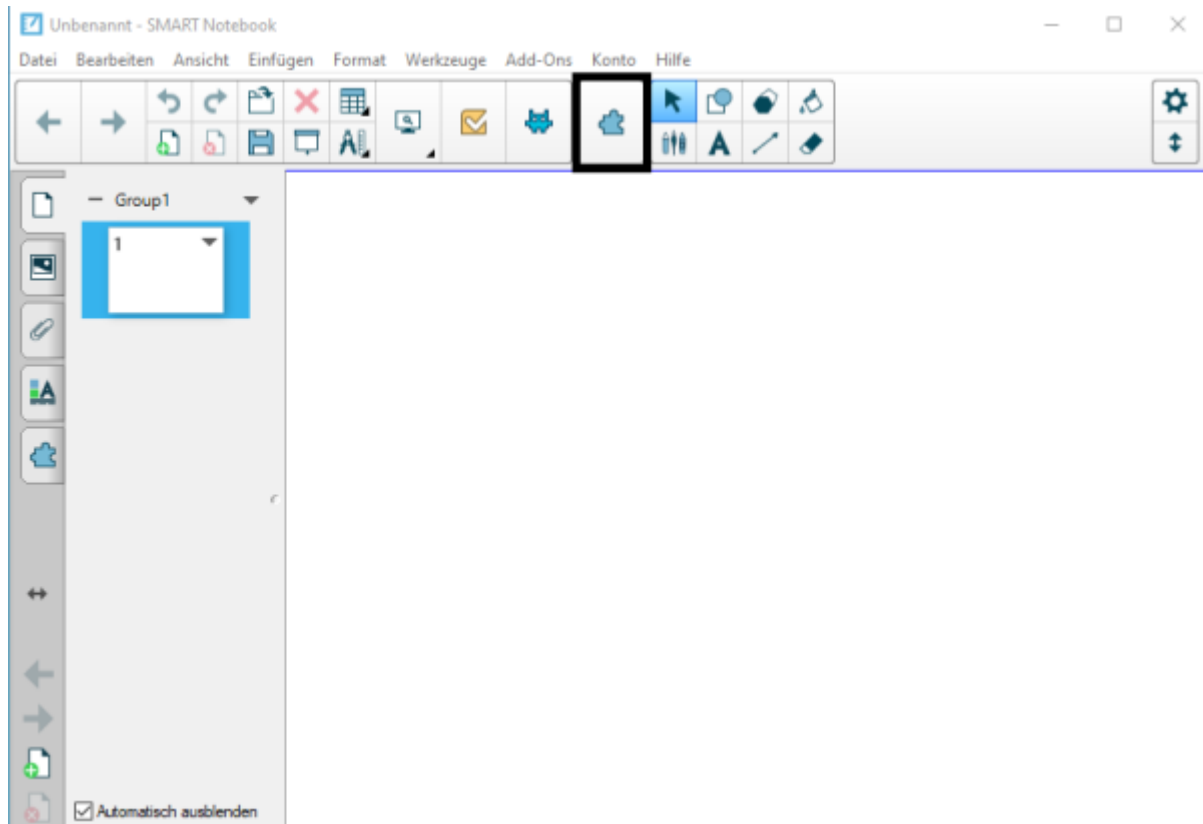 Unbenannt - SMART Notebook
Datei Bearbeiten Ansicht Einfügen Format Werkzeuge Add-Ons Konto Hilfe
Group1
1
Automatisch ausblenden